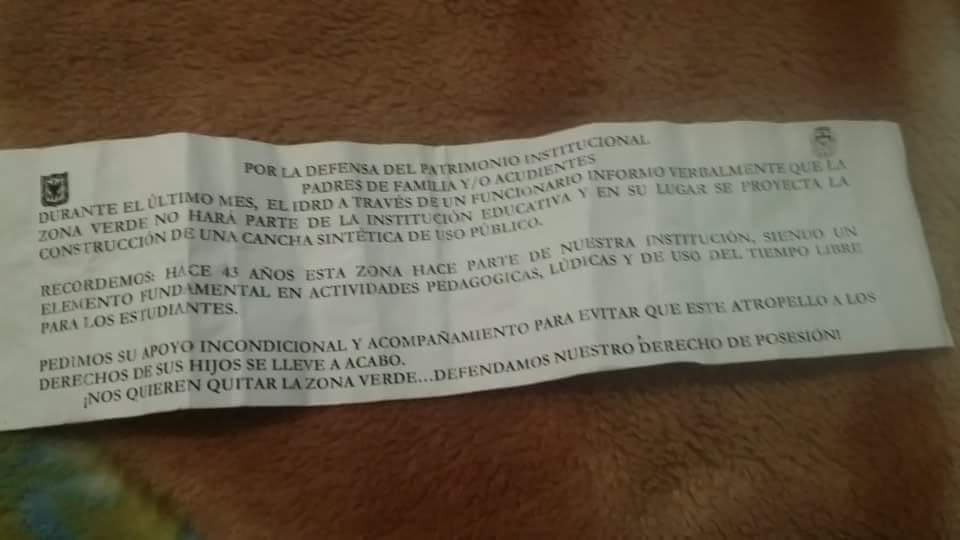 POR LA DEFENSA DEL PATRIMONIO INSTITUCIONAL
PADRES DE FAMILIA Y/O ACUDIENTES
DURANTE EL ÚLTIMO MES, EL IDRD A TRAVÉS DE UN FUNCIONARIO INFORMO VERBALMENTE QUE LA
ZONA VERDE NO HARÁ PARTE DE LA INSTITUCIÓN EDUCATIVA Y EN SU LUGAR SE PROYECTA LA
CONSTRUCCIÓN DE UNA CANCHA SINTÉTICA DE USO PÚBLICO.
RECORDEMOS: HACE 43 AÑOS ESTA ZONA HACE PARTE DE NUESTRA INSTITUCIÓN, SIENDO UN
ELEMENTO FUNDAMENTAL EN ACTIVIDADES PEDAGOGICAS, LÚDICAS Y DE USO DEL TIEMPO LIBRE
PARA LOS ESTUDIANTES.
PEDIMOS SU APOYO INCONDICIONAL Y ACOMPAÑAMIENTO PARA EVITAR QUE ESTE ATROPELLO A LOS
DERECHOS DE SUS HIJOS SE LLEVE A ACABO.
¡NOS QUIEREN QUITAR LA ZONA VERDE...DEFENDAMOS NUESTRO DERECHO DE POSESIÓN!